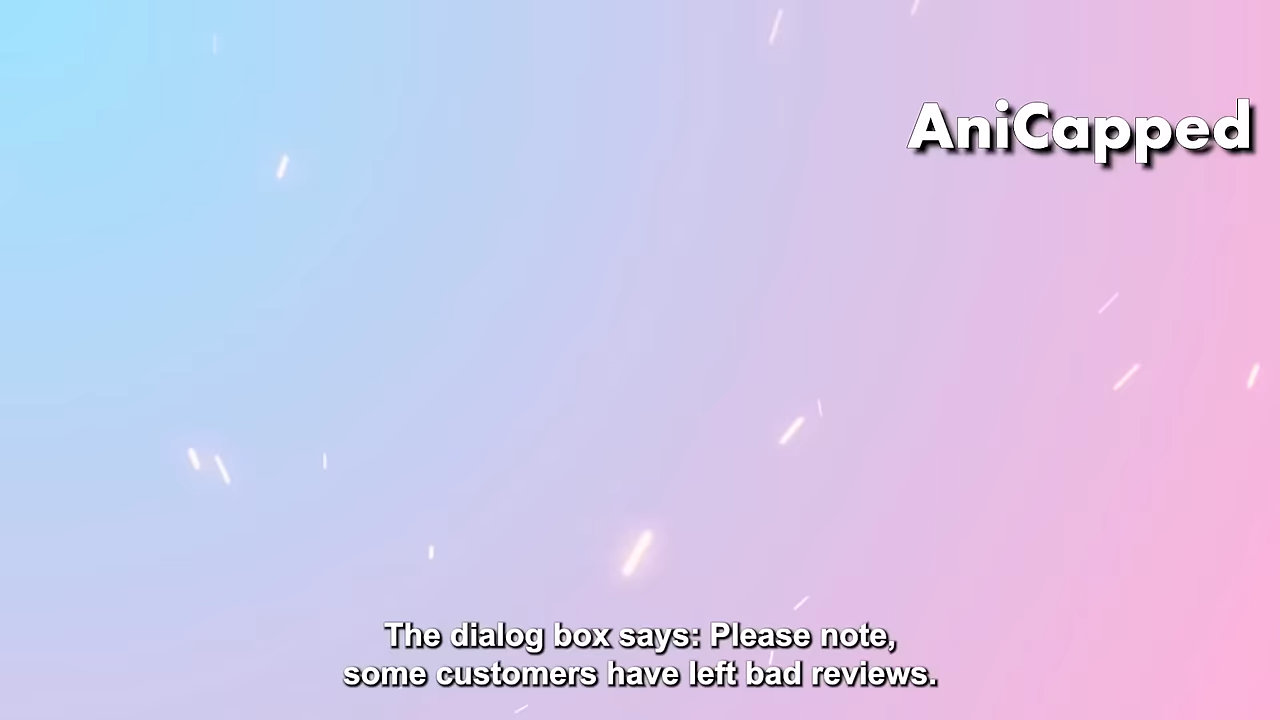 AniCapped
The dialog box says: Please note,
some customers have left bad reviews.